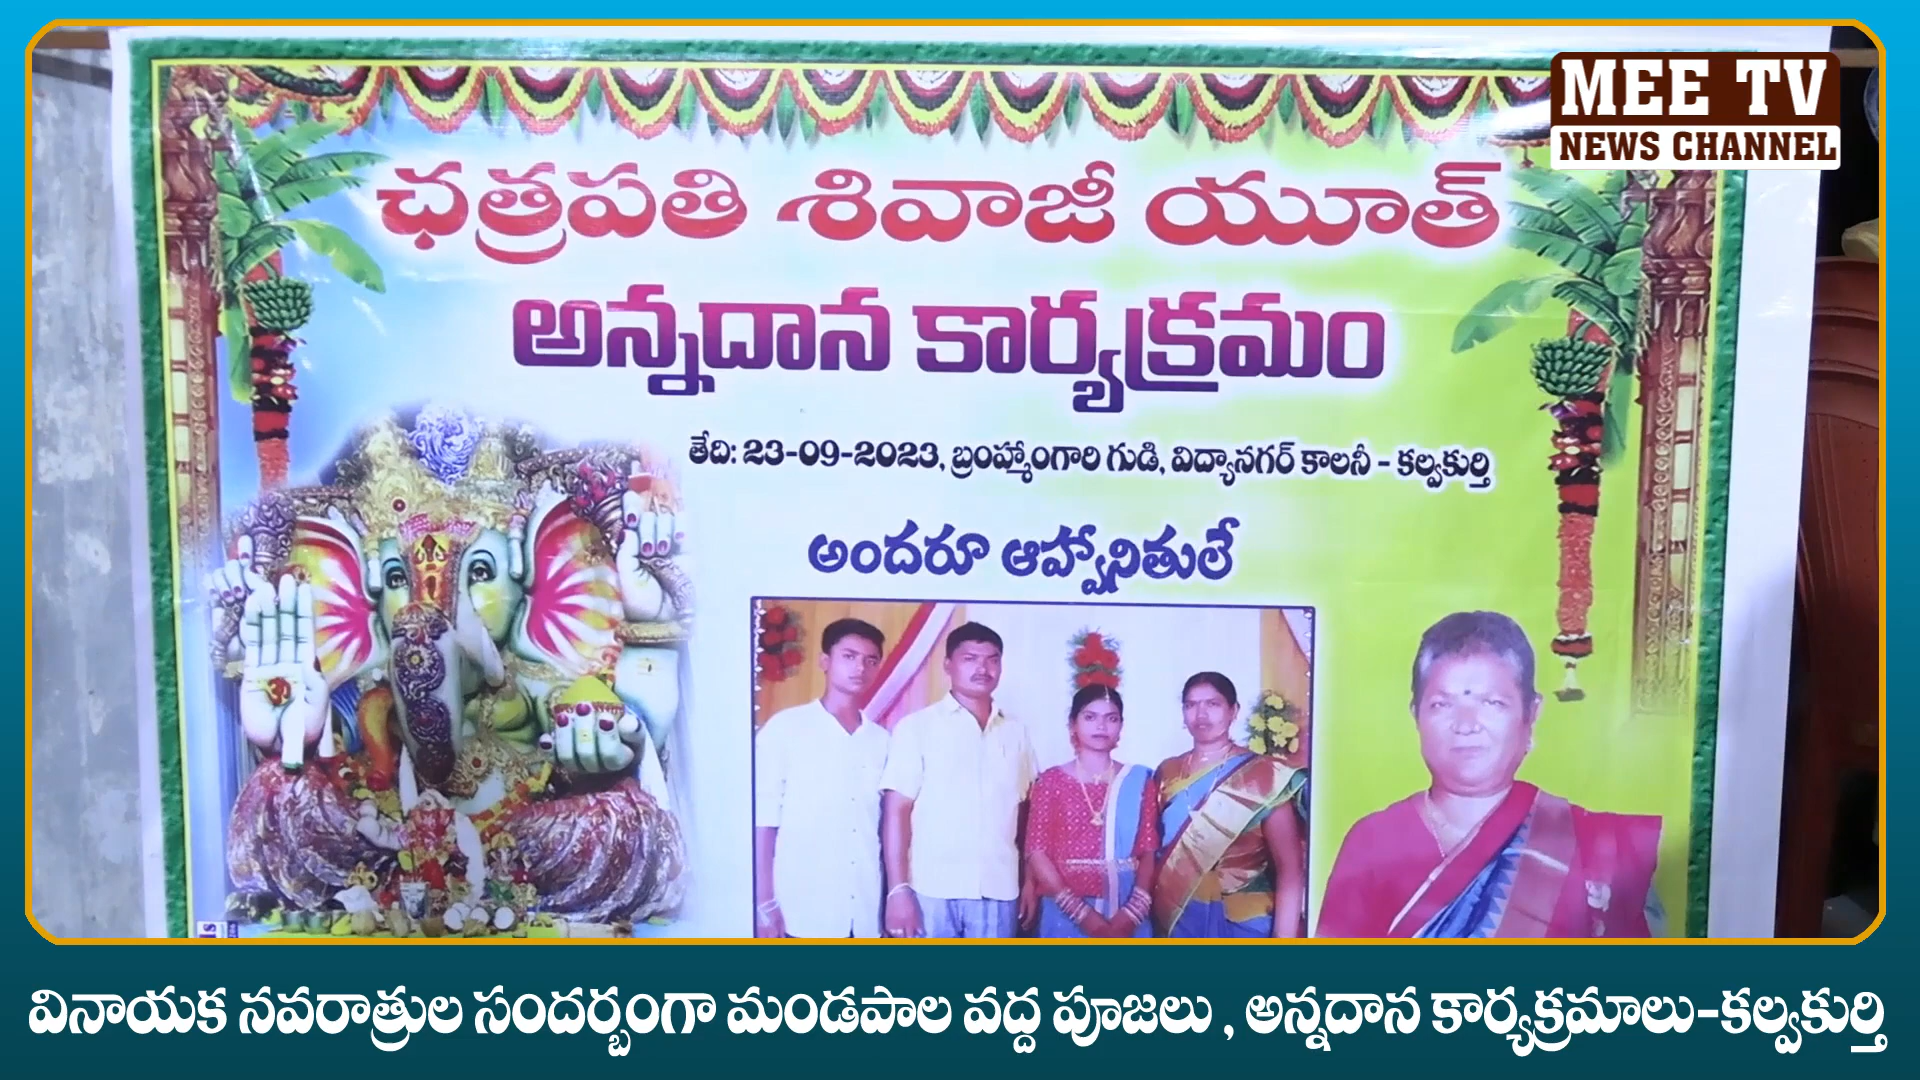 MEE TV
NEWS CHANNEL
ఛత్రపతి శివాజీ యూత్
అన్నదాన కార్యక్రమం
తేది: 23-09-2023, బ్రంహ్మాంగారి గుడి, విద్యానగర్ కాలనీ - కల్వకుర్తి
అందరూ ఆహ్వానితులే
వినాయక నవరాత్రుల సందర్భంగా మండపాల వద్ద పూజలు , అన్నదాన కార్యక్రమాలు-కల్వకుర్తి